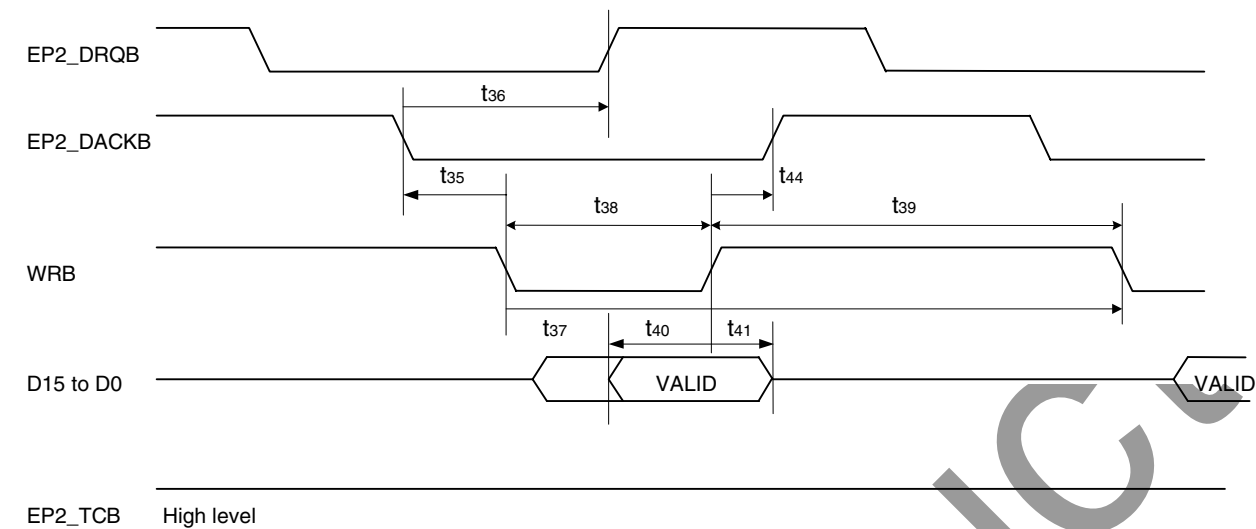 EP2_DRQB
t36
EP2_DACKB
t35
t44
t38
t39
WRB
t37
t40
t41
D15 to D0
VALID
VALID
EP2_TCB
High level